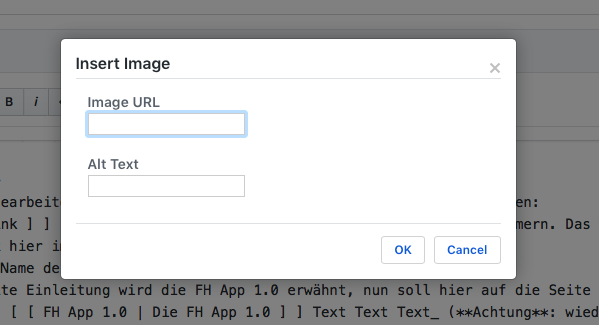 Insert Image
×
Image URL
B i
Alt Text
en:
nk ] ] mern. Das
hier
Name de
te Einleitung wird die FH App 1.0 erwähnt, nun soll hier auf die Seite
[ [ FH App 1.0 | Die FH App 1.0 ] ] Text Text Text_ (**Achtung**: wied
OK Cancel